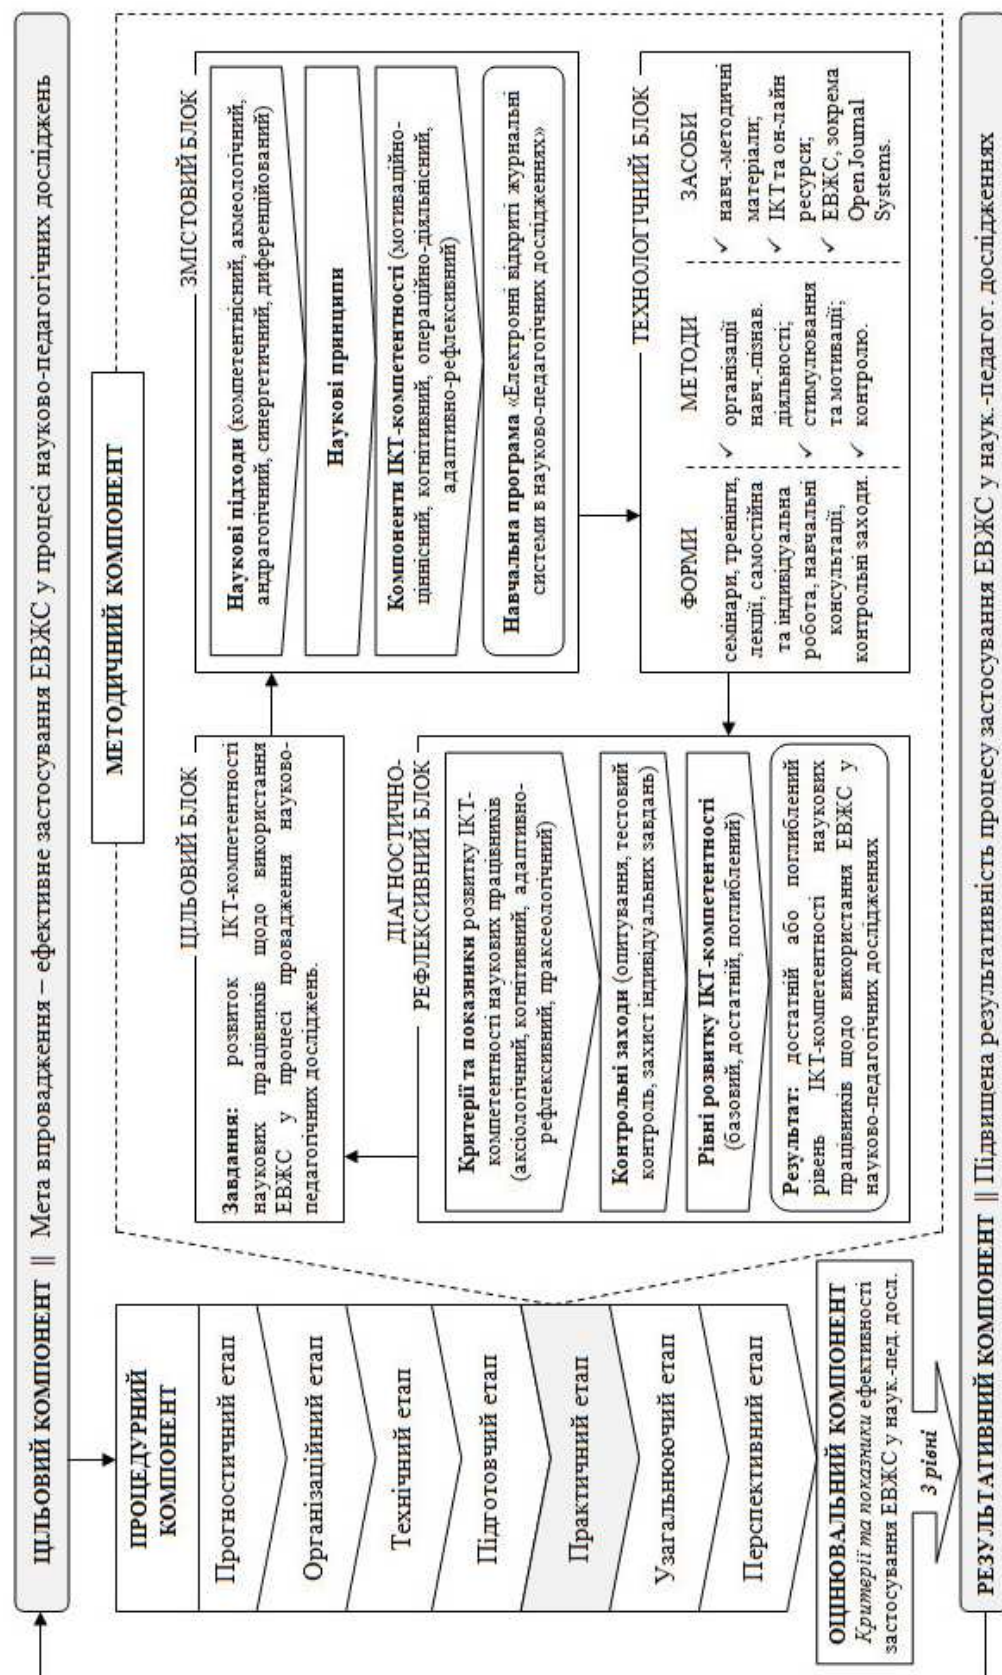 ЦІЛЬОВИЙ КОМПОНЕНТ || Мета впровадження – ефективне застосування ЕВЖС у процесі науково-педагогічних досліджень
ПРОЦЕДУРНИЙ
КОМПОНЕНТ
Прогностичний етап
Організаційний етап
Технічний етап
Підготовчий етап
Практичний етап
Узагальнюючий етап
Перспективний етап
МЕТОДИЧНИЙ КОМПОНЕНТ
ЦІЛЬОВИЙ БЛОК
Завдання: розвиток ІКТ-компетентності
наукових працівників щодо використання
ЕВЖС у процесі провадження науково-
педагогічних досліджень.
ЗМІСТОВИЙ БЛОК
Наукові підходи (компетентнісний, акмеологічний,
андрагогічний, синергетичний, диференційований)
Наукові принципи
Компоненти ІКТ-компетентності (мотиваційно-
ціннісний, когнітивний, операційно-діяльнісний,
адаптивно-рефлексивний)
Навчальна програма «Електронні відкриті журнальні
системи в науково-педагогічних дослідженнях»
ДІАГНОСТИЧНО-
РЕФЛЕКСИВНИЙ БЛОК
Критерії та показники розвитку ІКТ-
компетентності наукових працівників
(аксіологічний, когнітивний, адаптивно-
рефлексивний, праксеологічний)
Контрольні заходи (опитування, тестовий
контроль, захист індивідуальних завдань)
Рівні розвитку ІКТ-компетентності
(базовий, достатній, поглиблений)
Результат: достатній або поглиблений
рівень ІКТ-компетентності наукових
працівників щодо використання ЕВЖС у
науково-педагогічних дослідженнях
ТЕХНОЛОГІЧНИЙ БЛОК
ФОРМИ
семінари, тренінги,
лекції, самостійна
та індивідуальна
робота, навчальні
консультації,
контрольні заходи.
МЕТОДИ
✓ організації
навч.-пізнав.
діяльності;
✓ стимулювання
та мотивації;
✓ контролю.
ЗАСОБИ
✓ навч.-методичні
матеріали;
✓ ІКТ та он-лайн
ресурси;
✓ ЕВЖС, зокрема
Open Journal
Systems.
ОЦІНЮВАЛЬНИЙ КОМПОНЕНТ
Критерії та показники ефективності
застосування ЕВЖС у наук.-пед. досл.
3 рівні
РЕЗУЛЬТАТИВНИЙ КОМПОНЕНТ || Підвищена результативність процесу застосування ЕВЖС у наук.-педагог. дослідженнях